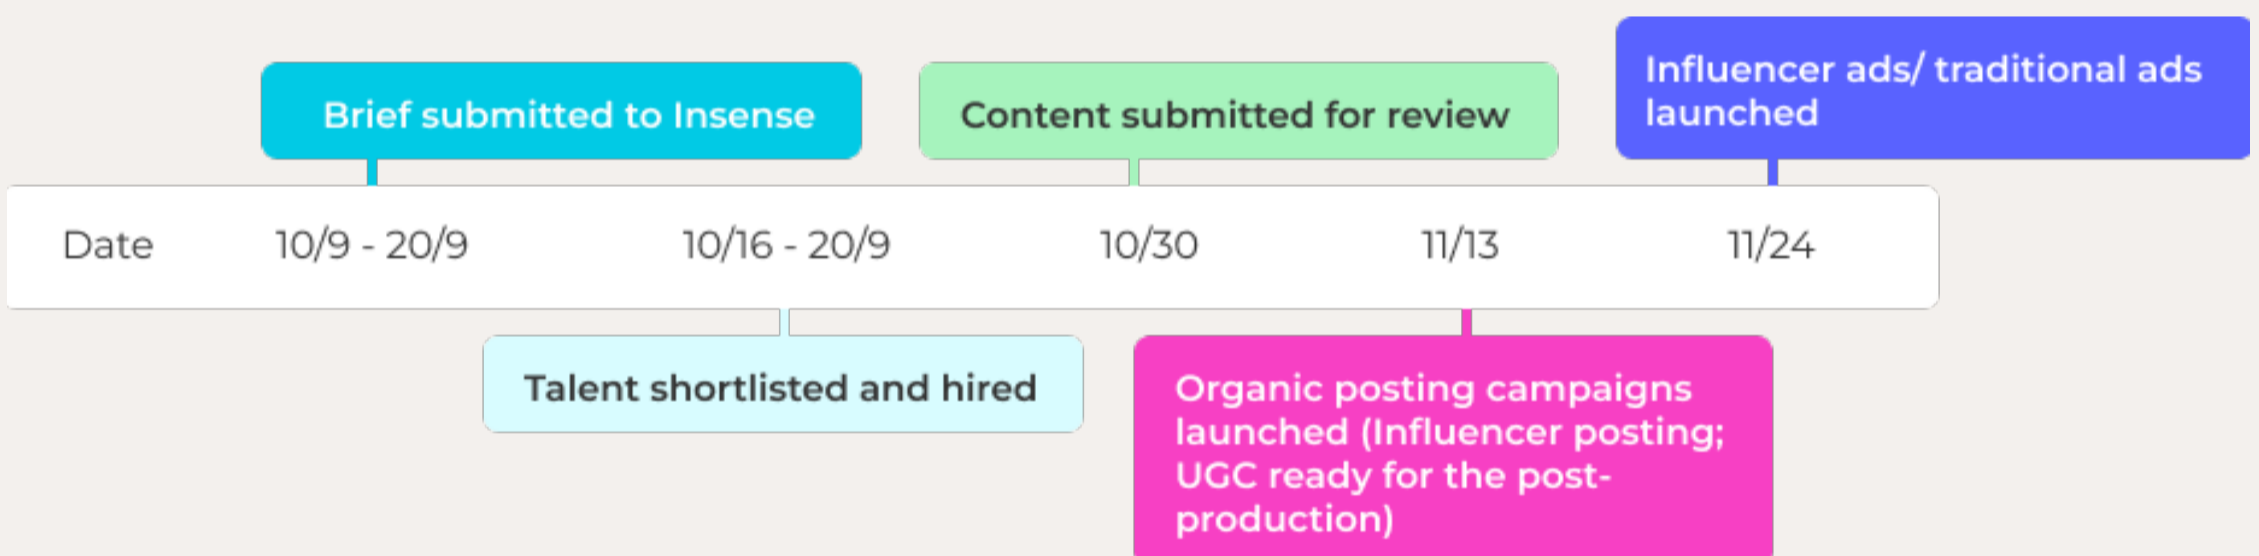 Brief submitted to Insense
Content submitted for review
Influencer ads/ traditional ads
launched
Date
10/9 - 20/9
10/16 - 20/9
10/30
11/13
11/24
Talent shortlisted and hired
Organic posting campaigns
launched (Influencer posting;
UGC ready for the post-
production)